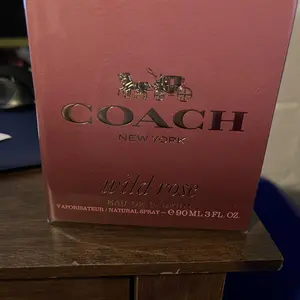 COACH
NEW YORK
wild rose
EAU DE PARFUM
VAPORISATEUR / NATURAL SPRAY - ℮ 90 ML 3 FL. OZ.